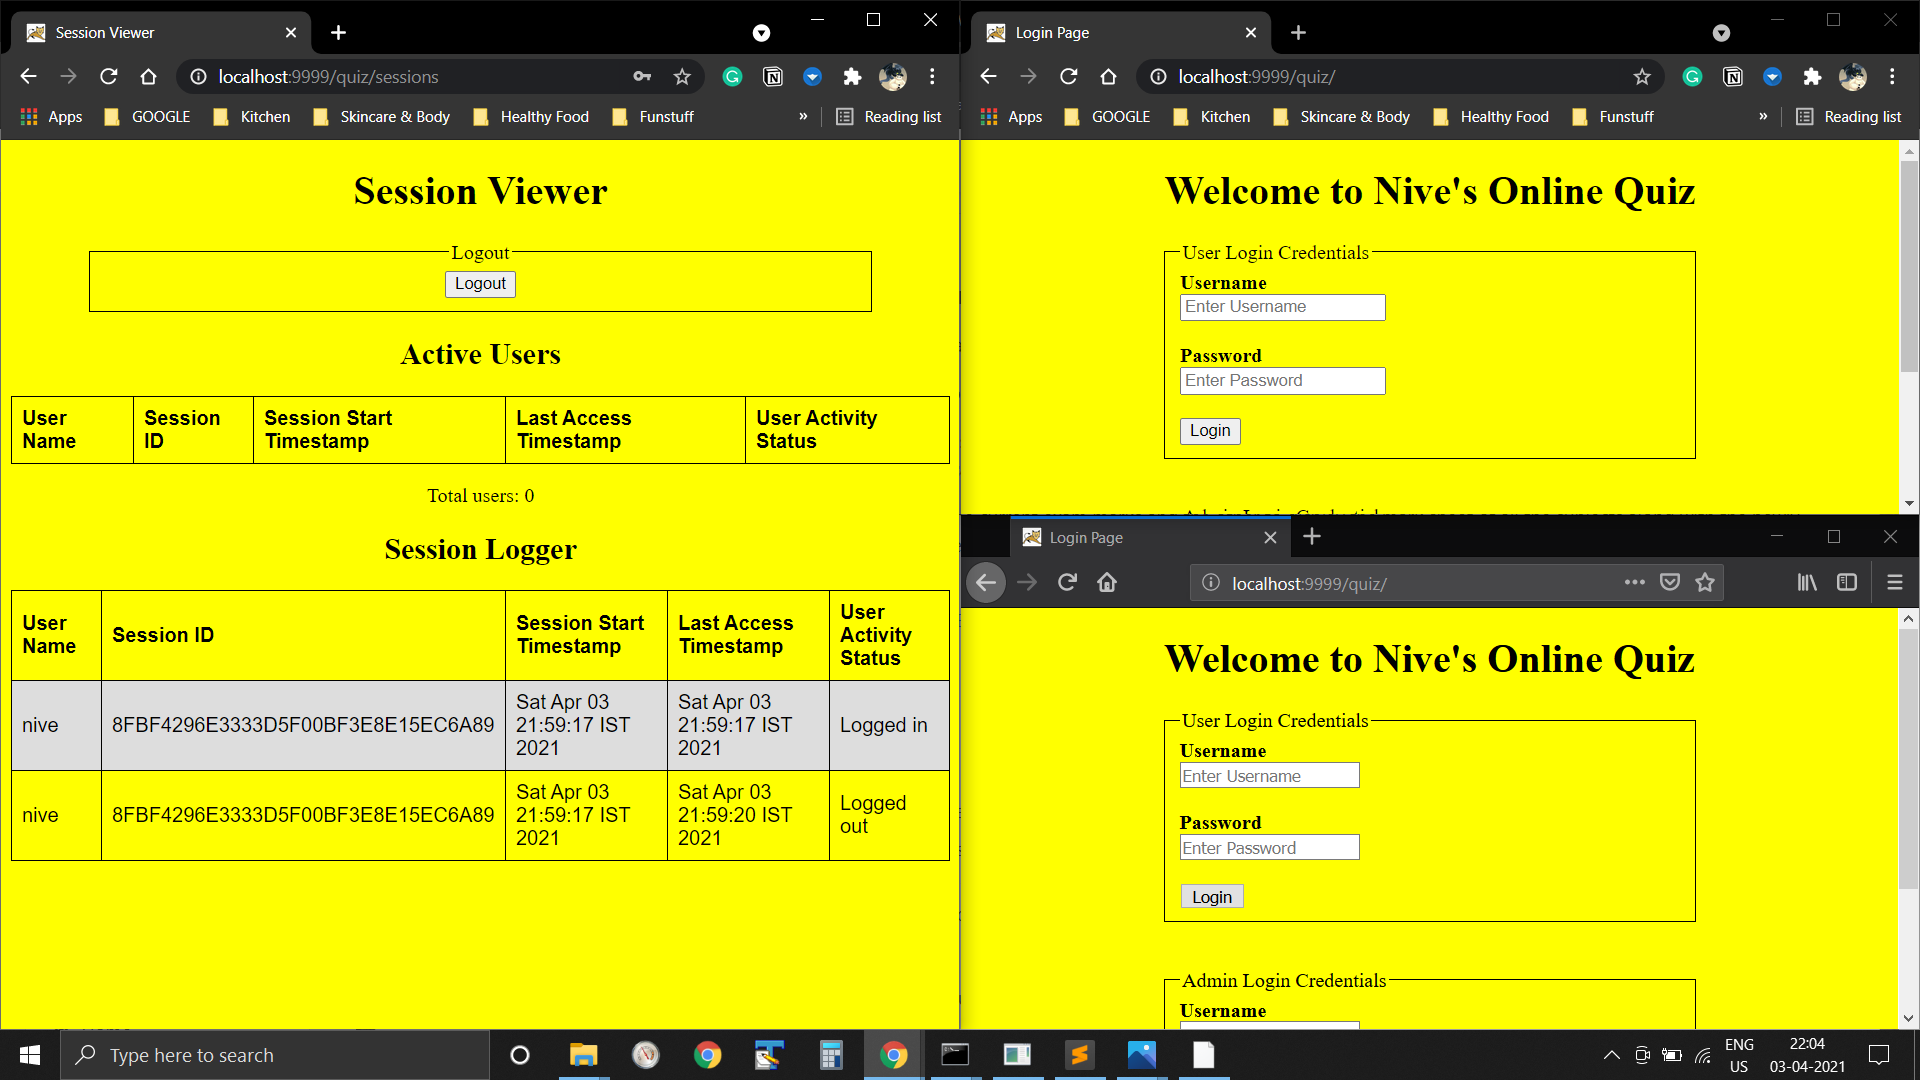 Session Viewer
localhost:9999/quiz/sessions
Apps GOOGLE Kitchen Skincare & Body Healthy Food Funstuff » Reading list
Session Viewer
Logout
Logout
Active Users
User Name Session ID Session Start Timestamp Last Access Timestamp User Activity Status
Total users: 0
Session Logger
User Name Session ID Session Start Timestamp Last Access Timestamp User Activity Status
nive 8FBF4296E3333D5F00BF3E8E15EC6A89 Sat Apr 03 21:59:17 IST 2021 Sat Apr 03 21:59:17 IST 2021 Logged in
nive 8FBF4296E3333D5F00BF3E8E15EC6A89 Sat Apr 03 21:59:17 IST 2021 Sat Apr 03 21:59:20 IST 2021 Logged out
Login Page
localhost:9999/quiz/
Apps GOOGLE Kitchen Skincare & Body Healthy Food Funstuff » Reading list
Welcome to Nive's Online Quiz
User Login Credentials
Username
Enter Username
Password
Enter Password
Login
Login Page
localhost:9999/quiz/
Welcome to Nive's Online Quiz
User Login Credentials
Username
Enter Username
Password
Enter Password
Login
Admin Login Credentials
Username
Type here to search
ENG
US
22:04
03-04-2021